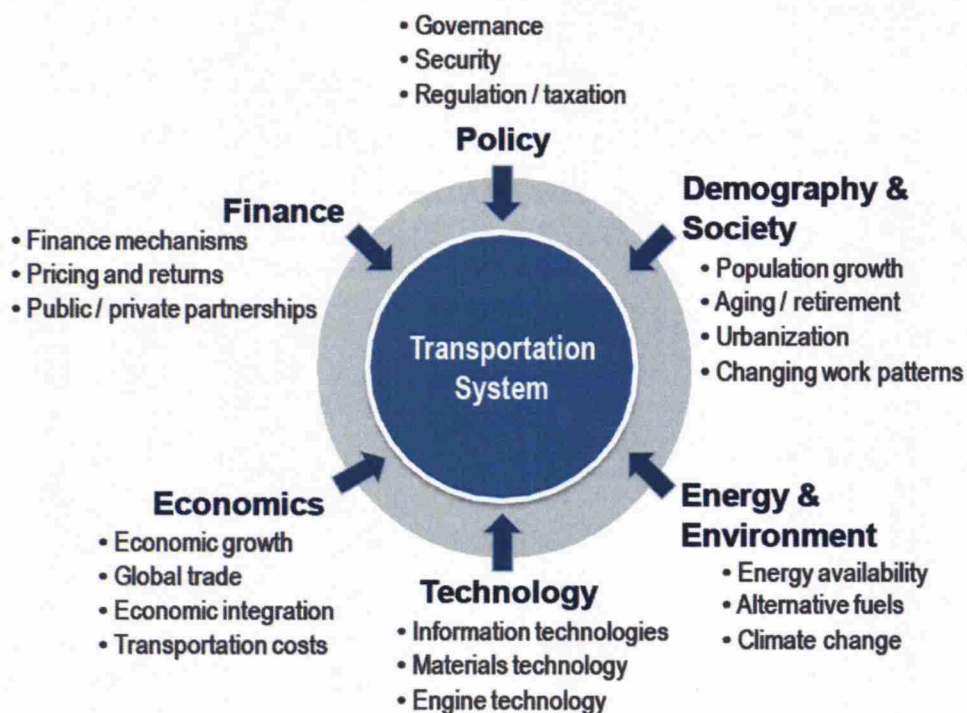 • Governance
• Security
• Regulation / taxation
Policy
Demography &
Society
• Population growth
• Aging / retirement
• Urbanization
• Changing work patterns
Finance
• Finance mechanisms
• Pricing and returns
• Public / private partnerships
Transportation
System
Economics
• Economic growth
• Global trade
• Economic integration
• Transportation costs
Technology
• Information technologies
• Materials technology
• Engine technology
Energy &
Environment
• Energy availability
• Alternative fuels
• Climate change